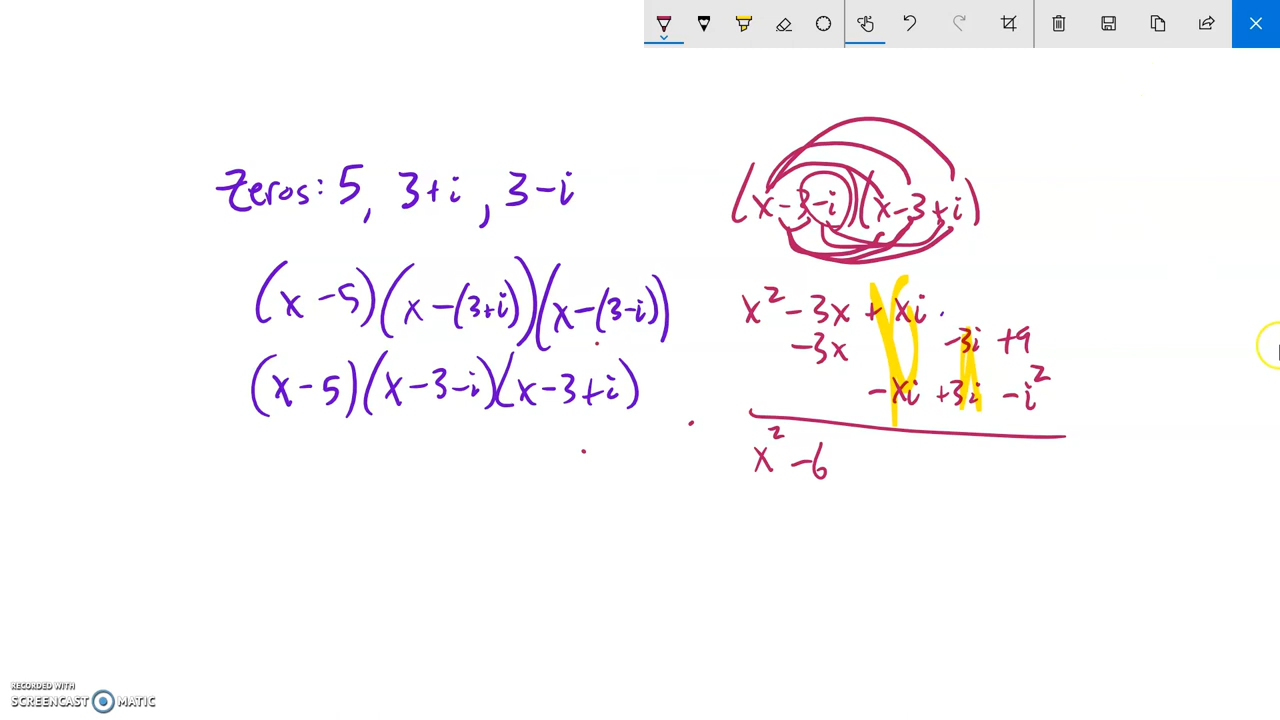 Zeros: 5, 3+i, 3-i
(x-5)(x-(3+i))(x-(3-i))
(x-5)(x-3-i)(x-3+i)
(x-3-i)(x-3+i)
x² - 3x + xi
-3x -3i +9
-xi +3i -i²
x² -6
RECORDED WITH
SCREENCAST MATIC